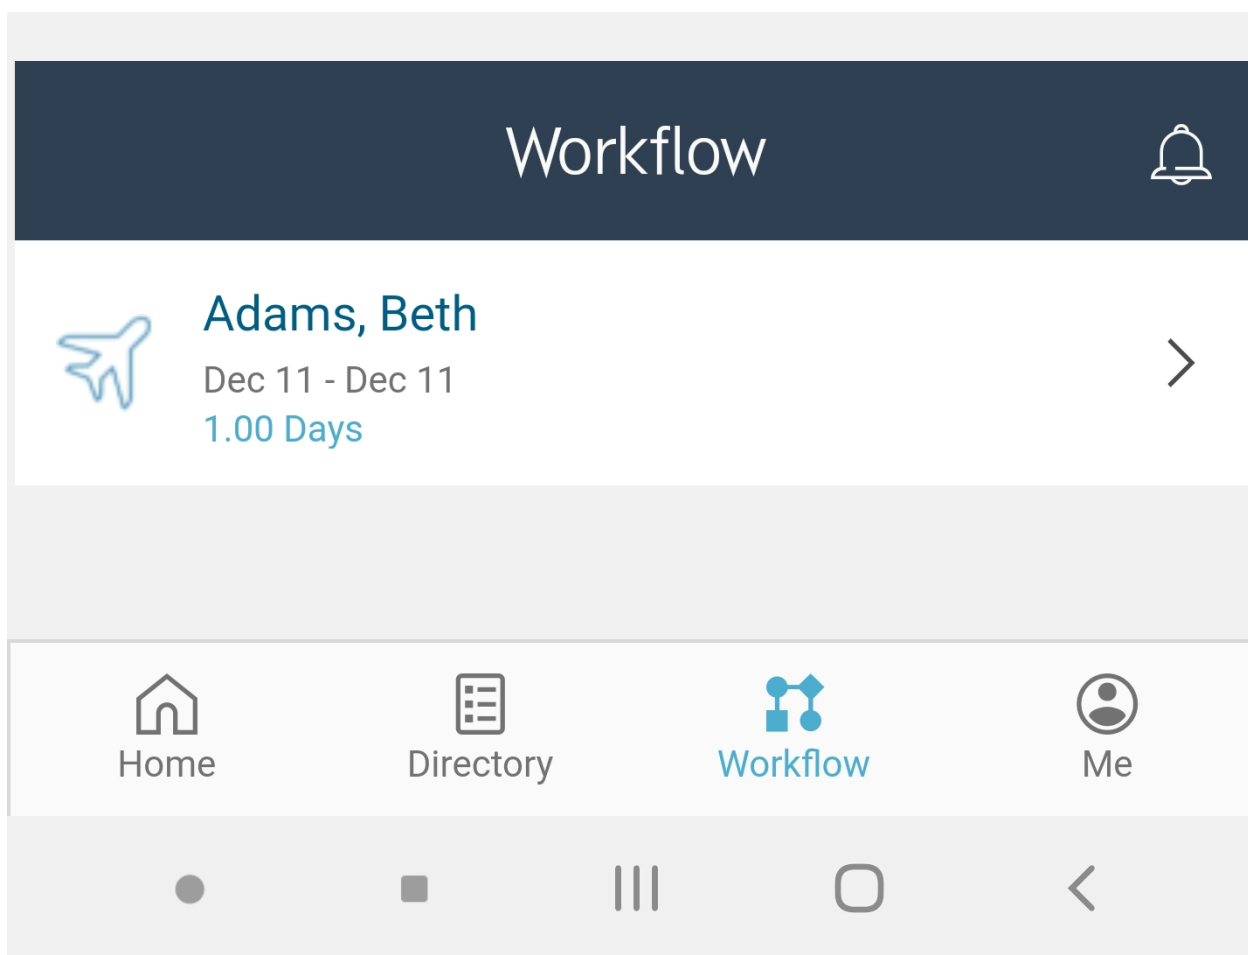 Workflow
Adams, Beth
Dec 11 - Dec 11
1.00 Days
Home
Directory
Workflow
Me